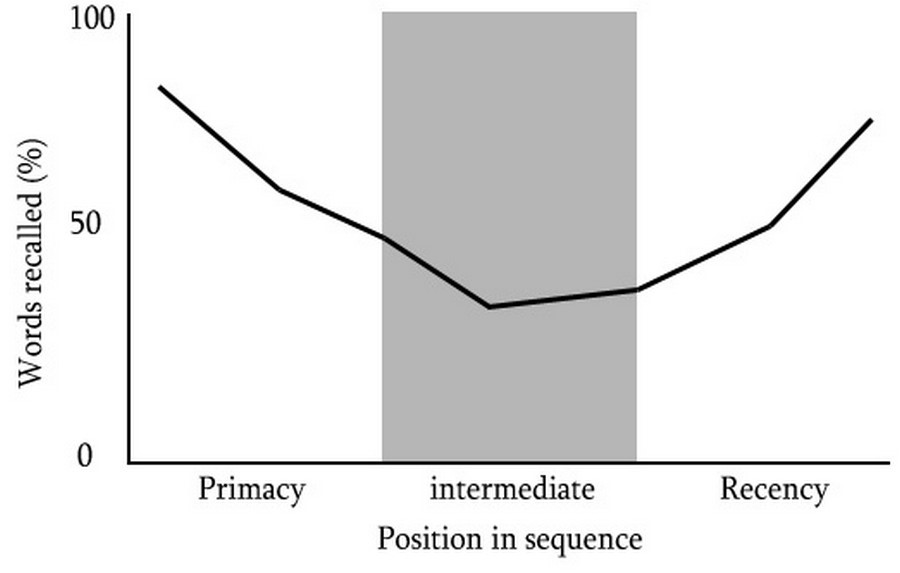 100
50
0
Words recalled (%)
Primacy
intermediate
Recency
Position in sequence